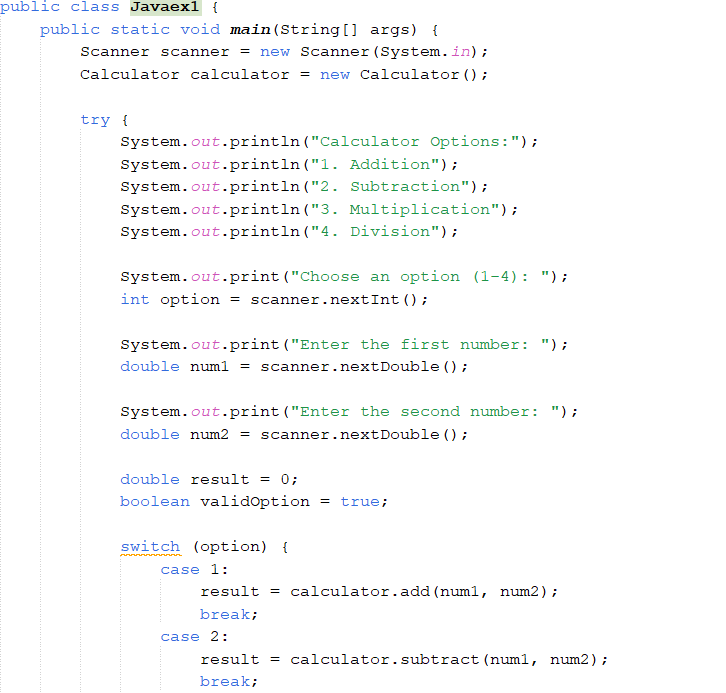 public class Javaex1 {
    public static void main(String[] args) {
        Scanner scanner = new Scanner(System.in);
        Calculator calculator = new Calculator();

        try {
            System.out.println("Calculator Options:");
            System.out.println("1. Addition");
            System.out.println("2. Subtraction");
            System.out.println("3. Multiplication");
            System.out.println("4. Division");

            System.out.print("Choose an option (1-4): ");
            int option = scanner.nextInt();

            System.out.print("Enter the first number: ");
            double num1 = scanner.nextDouble();

            System.out.print("Enter the second number: ");
            double num2 = scanner.nextDouble();

            double result = 0;
            boolean validOption = true;

            switch (option) {
                case 1:
                    result = calculator.add(num1, num2);
                    break;
                case 2:
                    result = calculator.subtract(num1, num2);
                    break;